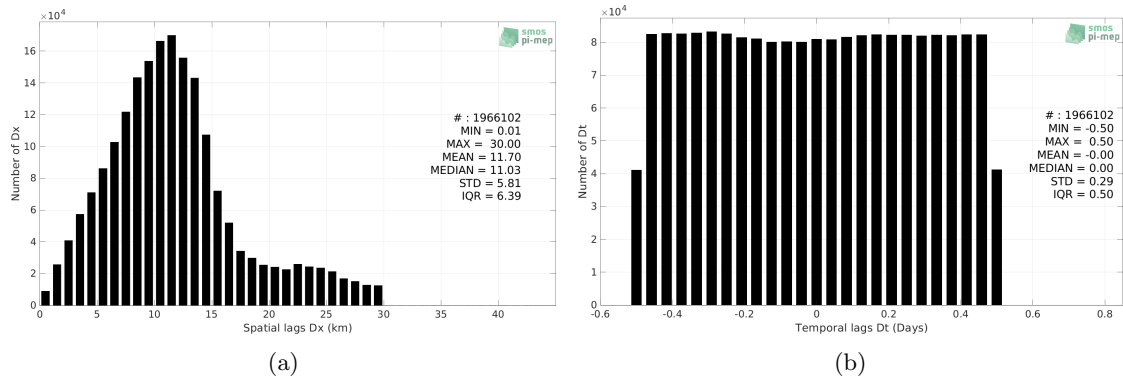 ×10⁴
16
14
12
10
8
6
4
2
0
Number of Dx
smos
pi-mep
# : 1966102
MIN = 0.01
MAX = 30.00
MEAN = 11.70
MEDIAN = 11.03
STD = 5.81
IQR = 6.39
0 5 10 15 20 25 30 35 40
Spatial lags Dx (km)
(a)
×10⁴
8
7
6
5
4
3
2
1
0
Number of Dt
smos
pi-mep
# : 1966102
MIN = -0.50
MAX = 0.50
MEAN = -0.00
MEDIAN = 0.00
STD = 0.29
IQR = 0.50
-0.6 -0.4 -0.2 0 0.2 0.4 0.6 0.8
Temporal lags Dt (Days)
(b)